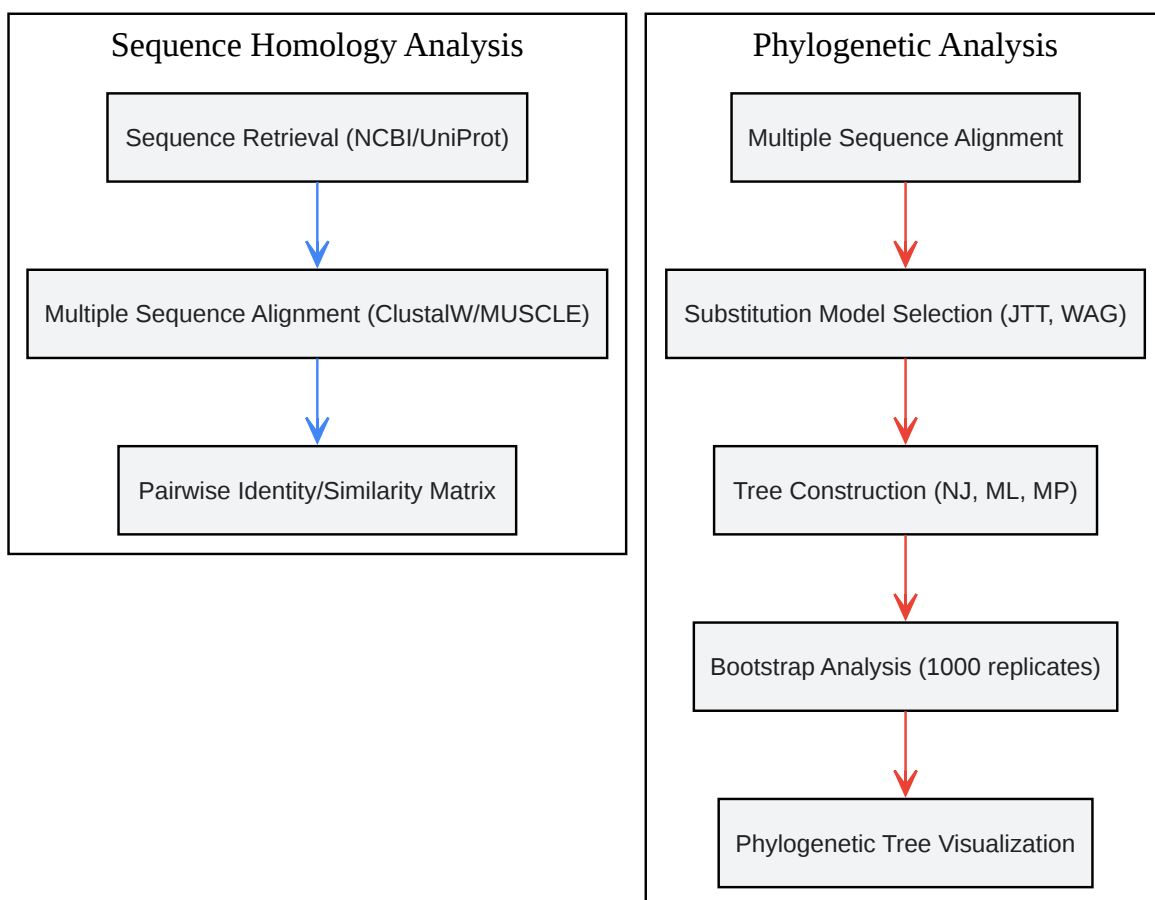 Sequence Homology Analysis
Sequence Retrieval (NCBI/UniProt)
Multiple Sequence Alignment (ClustalW/MUSCLE)
Pairwise Identity/Similarity Matrix
Phylogenetic Analysis
Multiple Sequence Alignment
Substitution Model Selection (JTT, WAG)
Tree Construction (NJ, ML, MP)
Bootstrap Analysis (1000 replicates)
Phylogenetic Tree Visualization